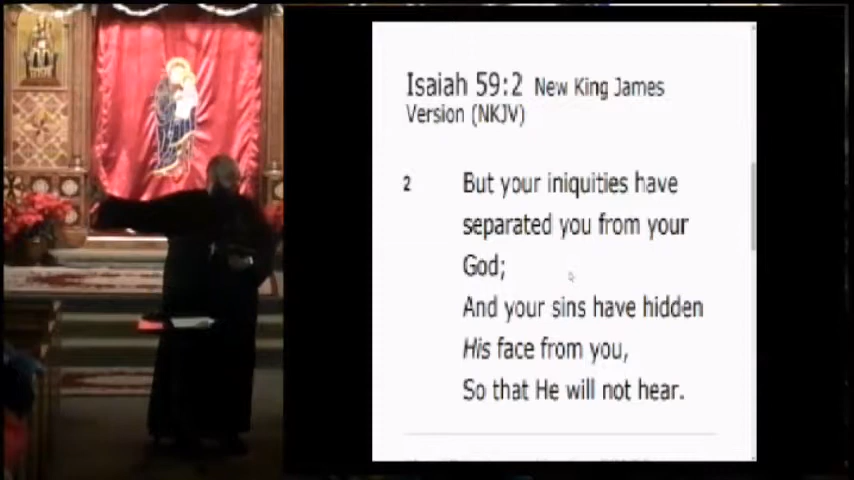 Isaiah 59:2 New King James
Version (NKJV)
2 But your iniquities have
separated you from your
God;
And your sins have hidden
His face from you,
So that He will not hear.